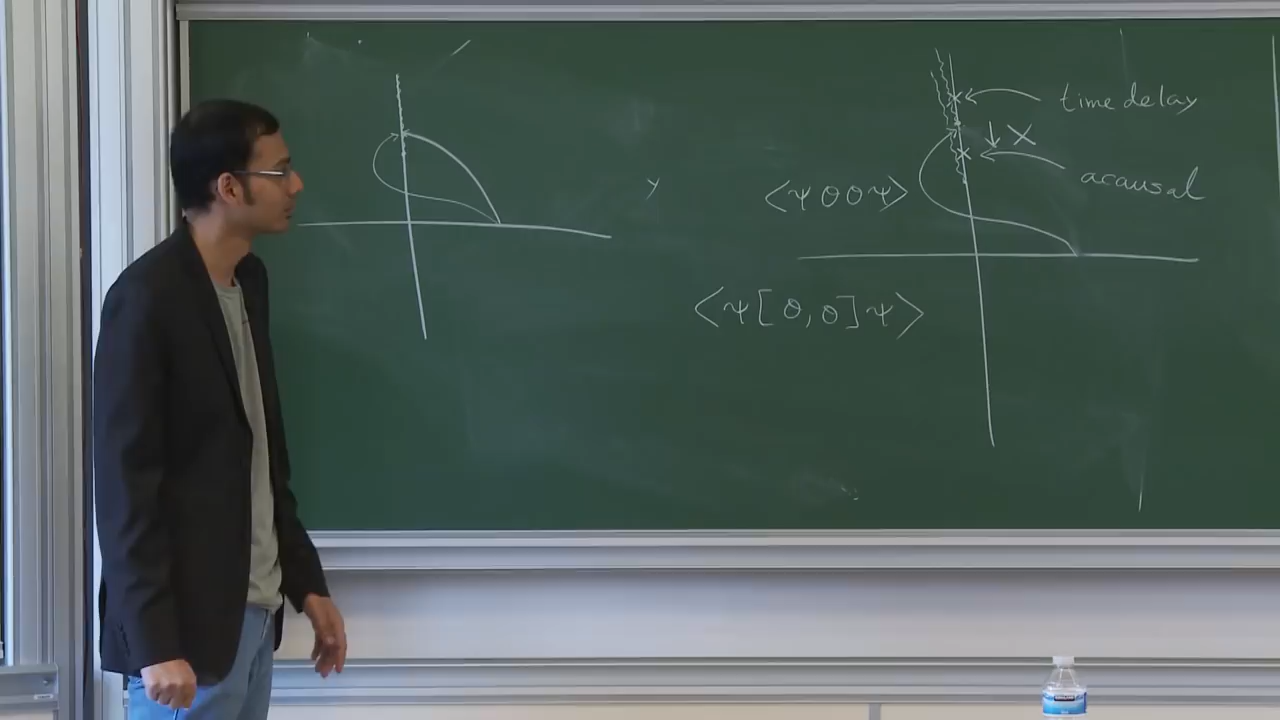 time delay
X
acausal
<ψ θ θ ψ>
<ψ [θ, θ] ψ>